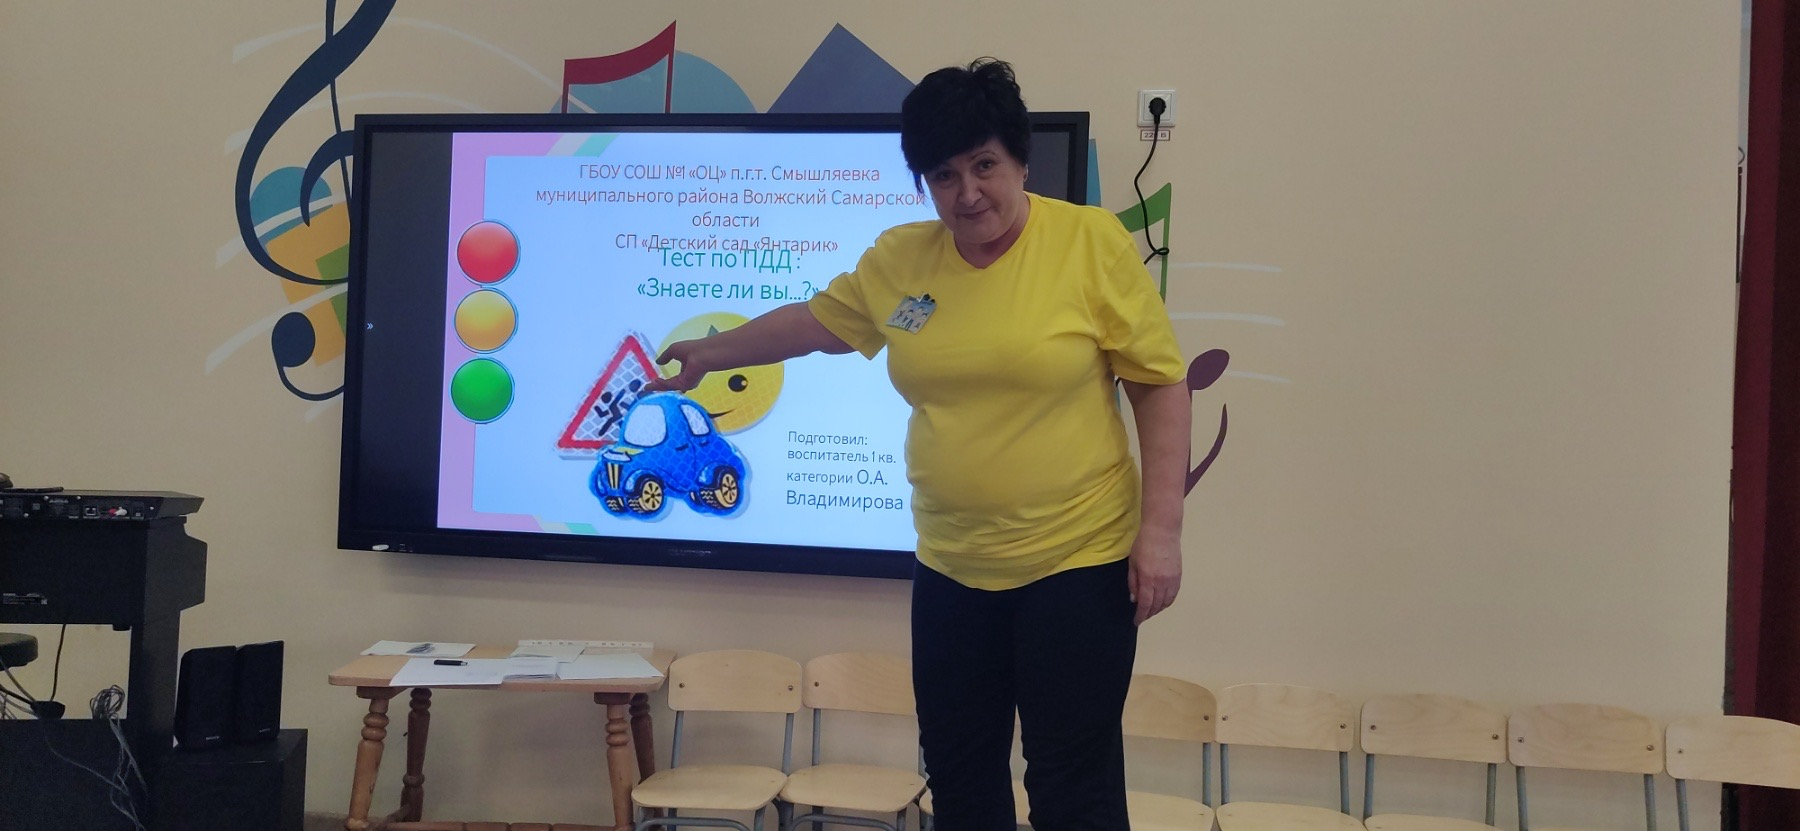 ГБОУ СОШ №1 «ОЦ» п.г.т. Смышляевка
муниципального района Волжский Самарской
области
СП «Детский сад «Янтарик»
Тест по ПДД :
«Знаете ли вы...?»
Подготовил:
воспитатель 1 кв.
категории О.А.
Владимирова